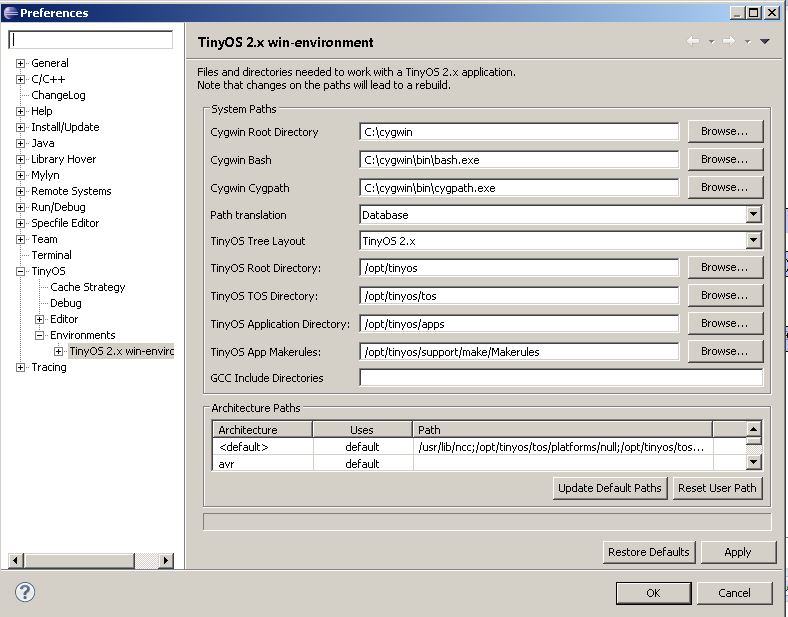 Preferences
General
C/C++
ChangeLog
Help
Install/Update
Java
Library Hover
Mylyn
Remote Systems
Run/Debug
Specfile Editor
Team
Terminal
TinyOS
Cache Strategy
Debug
Editor
Environments
TinyOS 2.x win-enviro
Tracing
TinyOS 2.x win-environment
Files and directories needed to work with a TinyOS 2.x application.
Note that changes on the paths will lead to a rebuild.
System Paths
Cygwin Root Directory C:\cygwin Browse...
Cygwin Bash C:\cygwin\bin\bash.exe Browse...
Cygwin Cygpath C:\cygwin\bin\cygpath.exe Browse...
Path translation Database
TinyOS Tree Layout TinyOS 2.x
TinyOS Root Directory: /opt/tinyos Browse...
TinyOS TOS Directory: /opt/tinyos/tos Browse...
TinyOS Application Directory: /opt/tinyos/apps Browse...
TinyOS App Makerules: /opt/tinyos/support/make/Makerules Browse...
GCC Include Directories
Architecture Paths
Architecture Uses Path
<default> default /usr/lib/ncc;/opt/tinyos/tos/platforms/null;/opt/tinyos/tos...
avr default
Update Default Paths Reset User Path
Restore Defaults Apply
? OK Cancel